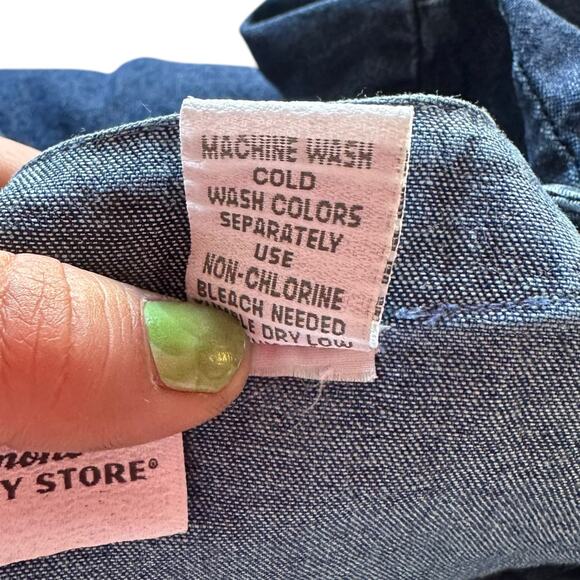 MACHINE WASH
COLD
WASH COLORS
SEPARATELY
USE
NON-CHLORINE
BLEACH NEEDED
DRY LOW
Y STORE®